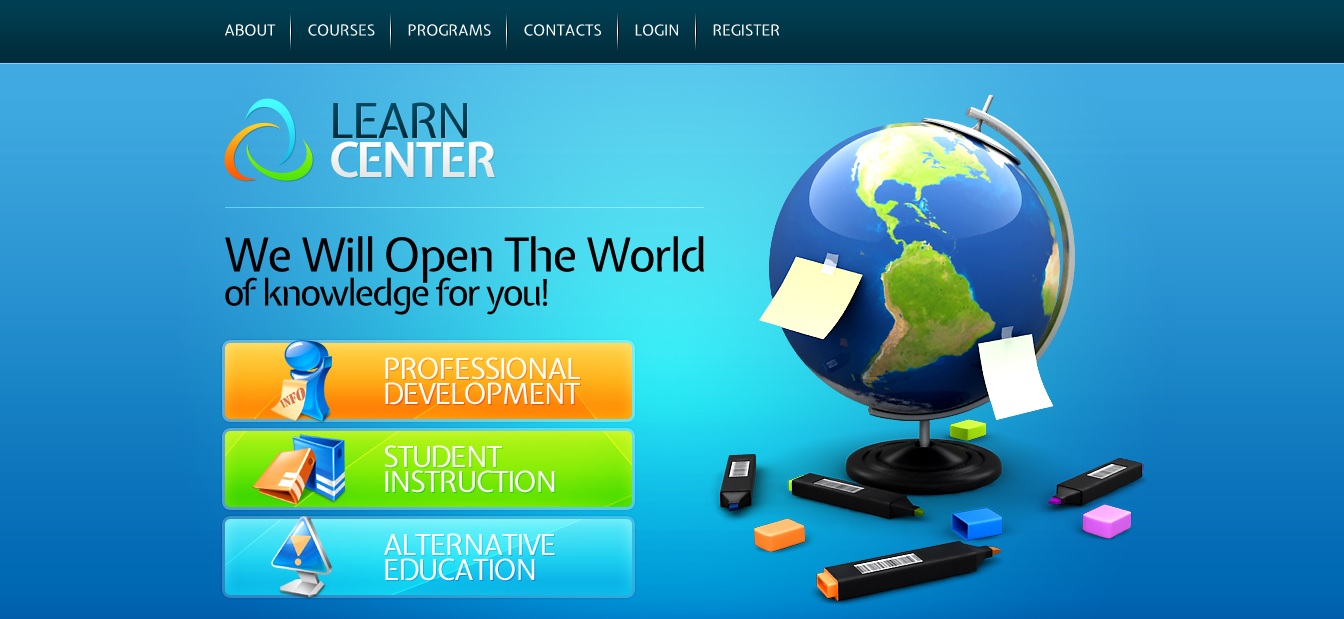 ABOUT
COURSES
PROGRAMS
CONTACTS
LOGIN
REGISTER
LEARN
CENTER
We Will Open The World
of knowledge for you!
INFO
PROFESSIONAL
DEVELOPMENT
STUDENT
INSTRUCTION
ALTERNATIVE
EDUCATION